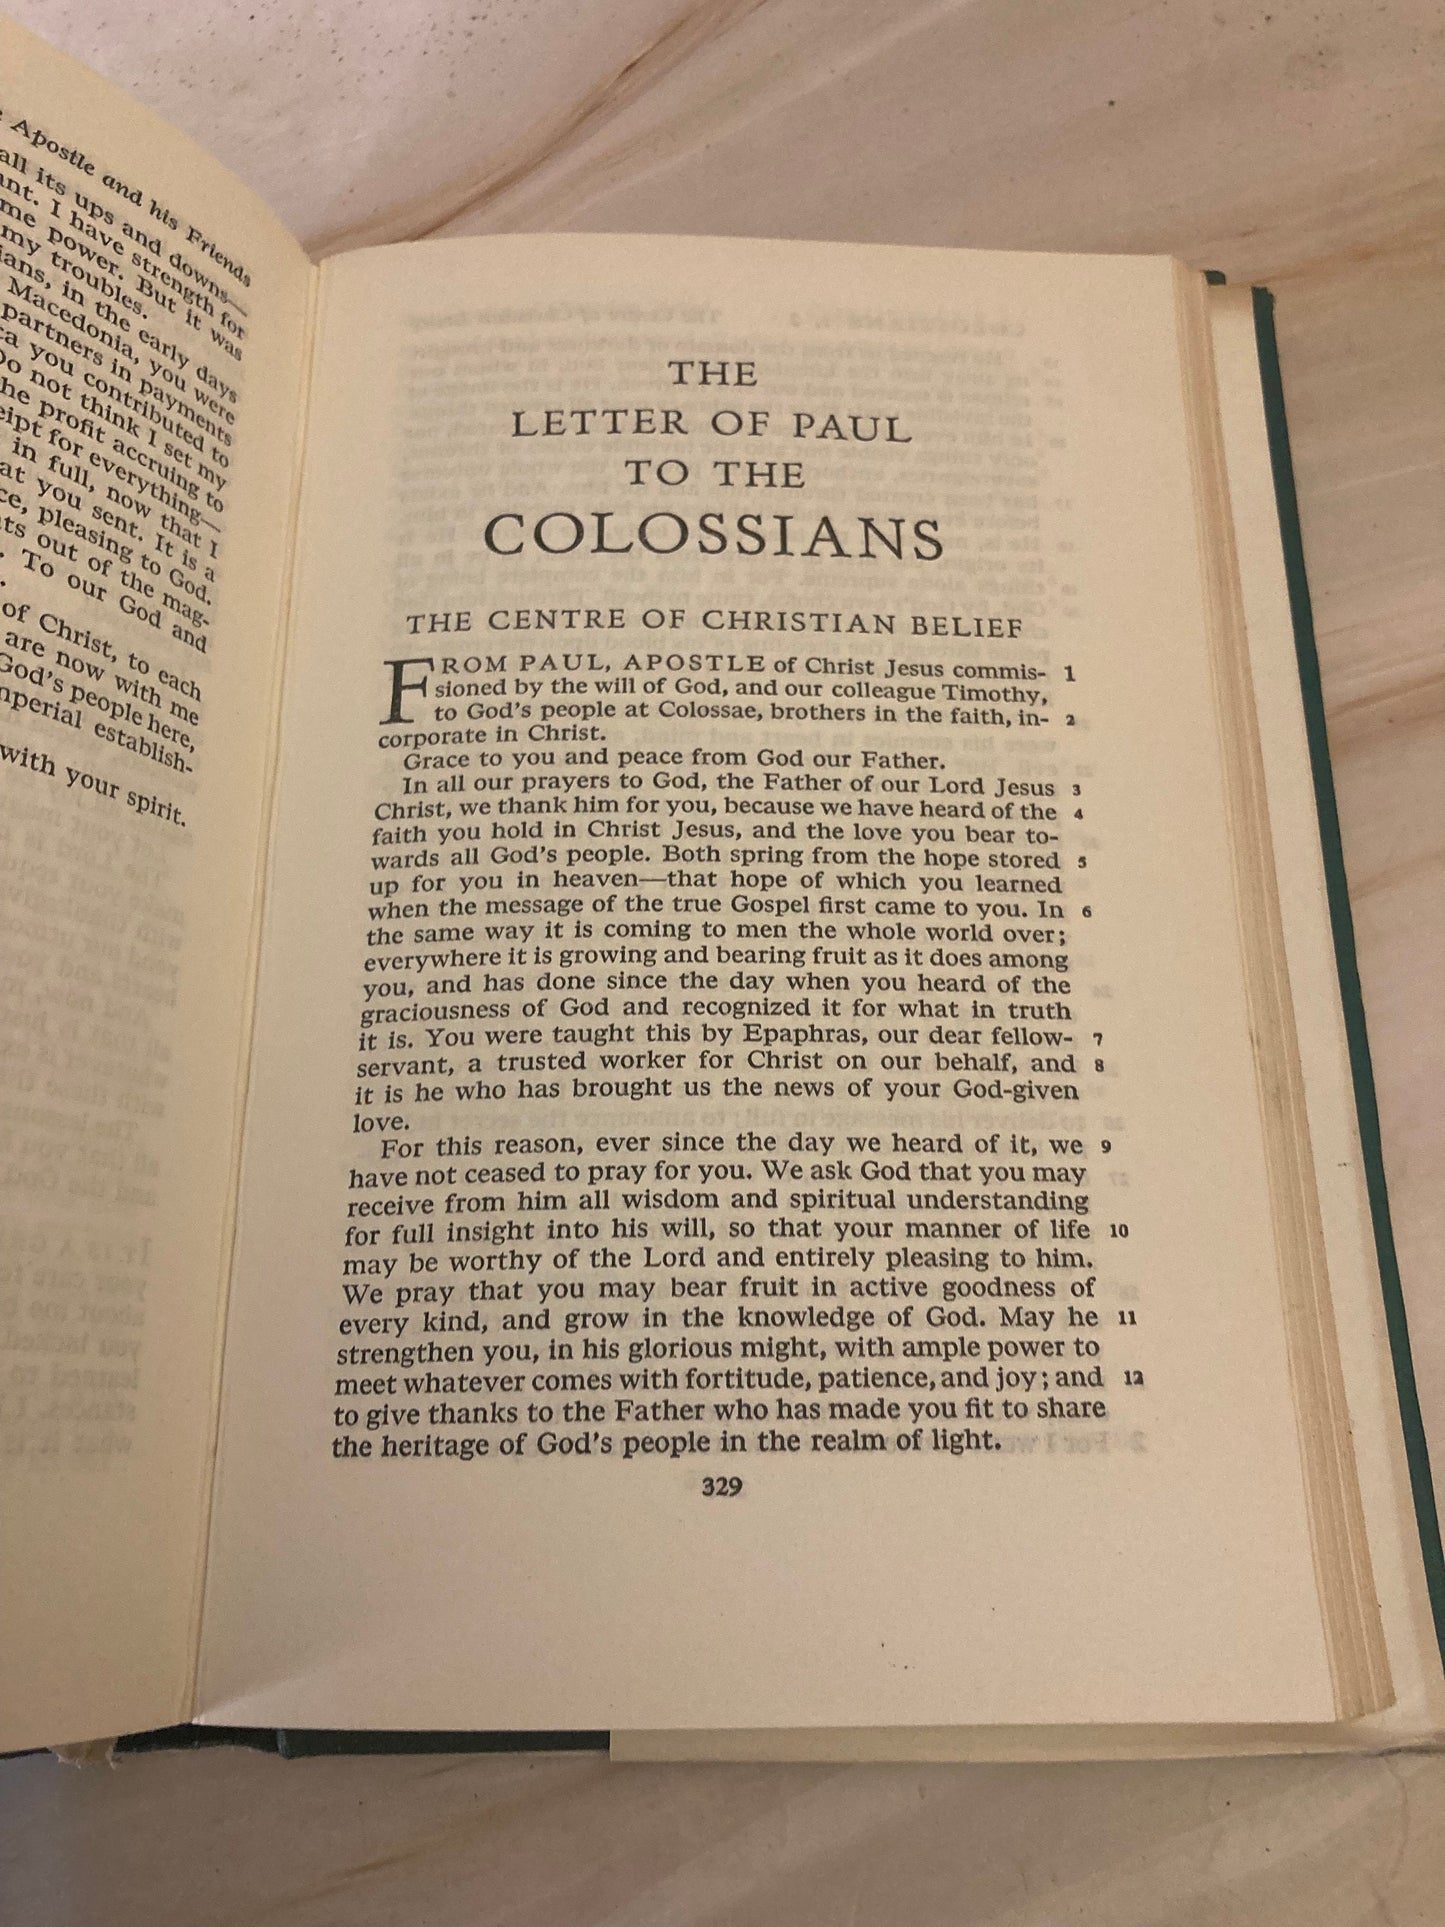 Apostle and his Friends
all its ups and downs—
I have strength for
me power. But it was
my troubles.
in the early days
Macedonia, you were
partners in payments
you contributed to
Do not think I set my
the profit accruing to
for everything—
in full, now that I
you sent. It is a
pleasing to God.
out of the mag-
To our God and
of Christ, to each
are now with me
God's people here,
establish-
with your spirit.
THE
LETTER OF PAUL
TO THE
COLOSSIANS
THE CENTRE OF CHRISTIAN BELIEF
FROM PAUL, APOSTLE of Christ Jesus commis- 1
sioned by the will of God, and our colleague Timothy,
to God's people at Colossae, brothers in the faith, in- 2
corporate in Christ.
Grace to you and peace from God our Father.
In all our prayers to God, the Father of our Lord Jesus 3
Christ, we thank him for you, because we have heard of the 4
faith you hold in Christ Jesus, and the love you bear to-
wards all God's people. Both spring from the hope stored 5
up for you in heaven—that hope of which you learned
when the message of the true Gospel first came to you. In 6
the same way it is coming to men the whole world over;
everywhere it is growing and bearing fruit as it does among
you, and has done since the day when you heard of the
graciousness of God and recognized it for what in truth
it is. You were taught this by Epaphras, our dear fellow- 7
servant, a trusted worker for Christ on our behalf, and 8
it is he who has brought us the news of your God-given
love.
For this reason, ever since the day we heard of it, we 9
have not ceased to pray for you. We ask God that you may
receive from him all wisdom and spiritual understanding
for full insight into his will, so that your manner of life 10
may be worthy of the Lord and entirely pleasing to him.
We pray that you may bear fruit in active goodness of
every kind, and grow in the knowledge of God. May he 11
strengthen you, in his glorious might, with ample power to
meet whatever comes with fortitude, patience, and joy; and 12
to give thanks to the Father who has made you fit to share
the heritage of God's people in the realm of light.
329